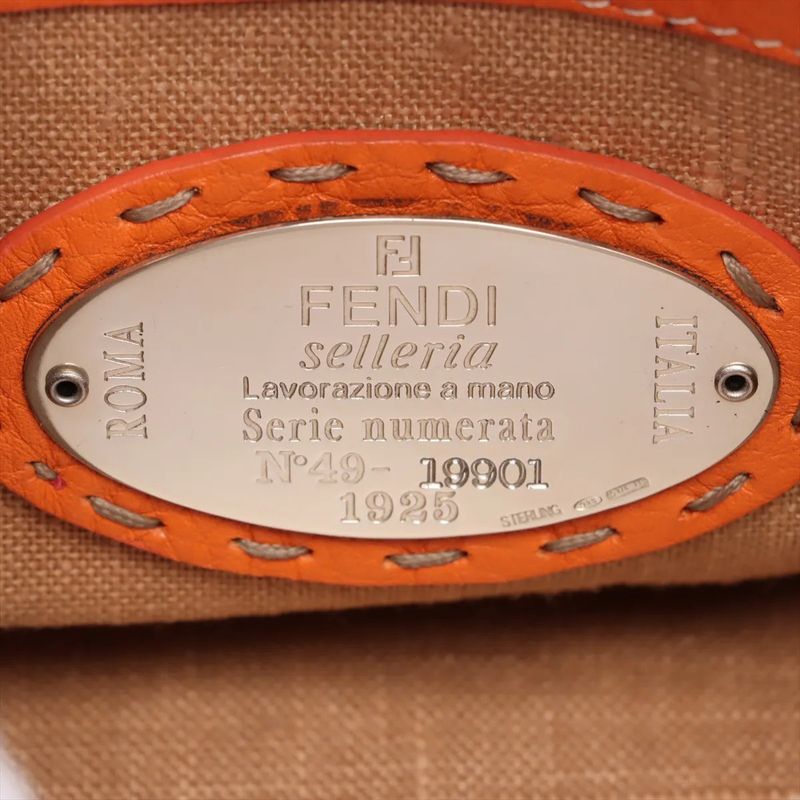 FENDI
selleria
ROMA
ITALIA
Lavorazione a mano
Serie numerata
N°49- 19901
1925
STERLING